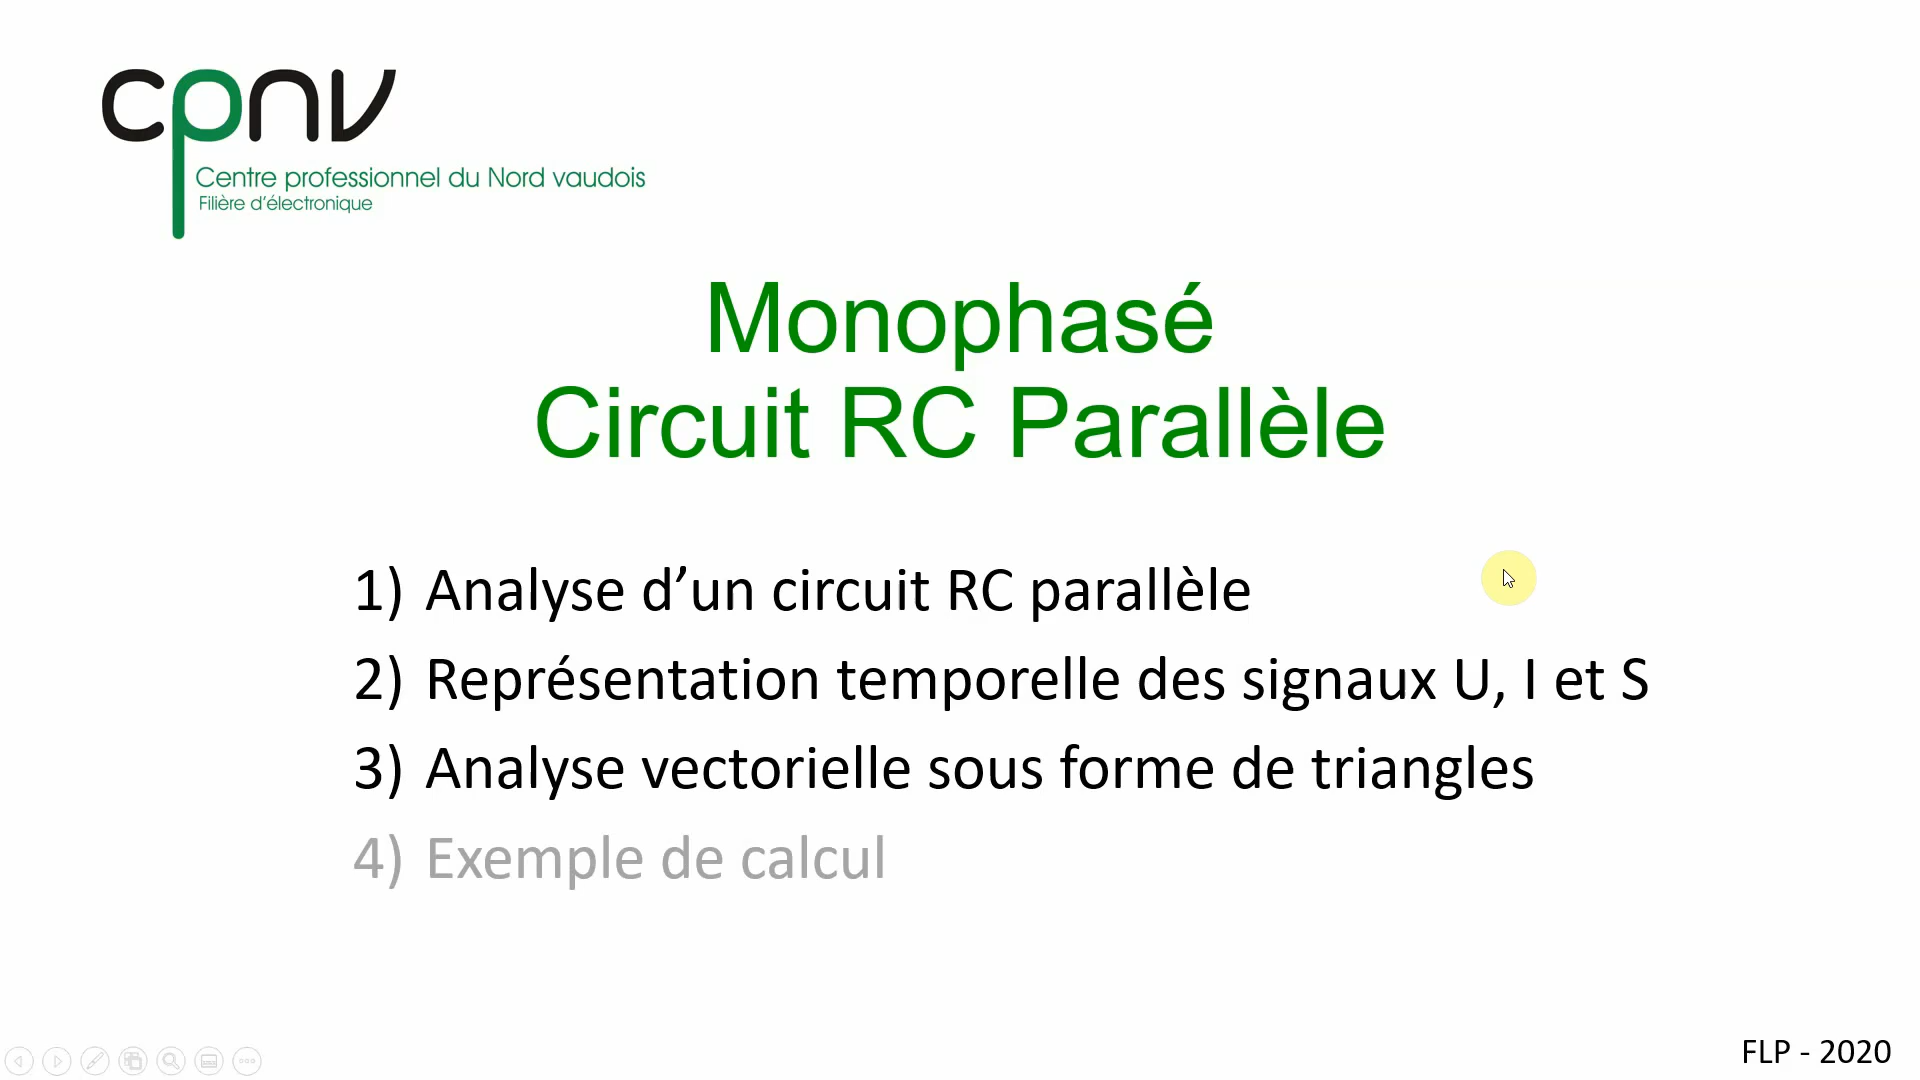 cpnv
Centre professionnel du Nord vaudois
Filière d'électronique
Monophasé
Circuit RC Parallèle
1) Analyse d’un circuit RC parallèle
2) Représentation temporelle des signaux U, I et S
3) Analyse vectorielle sous forme de triangles
4) Exemple de calcul
FLP - 2020